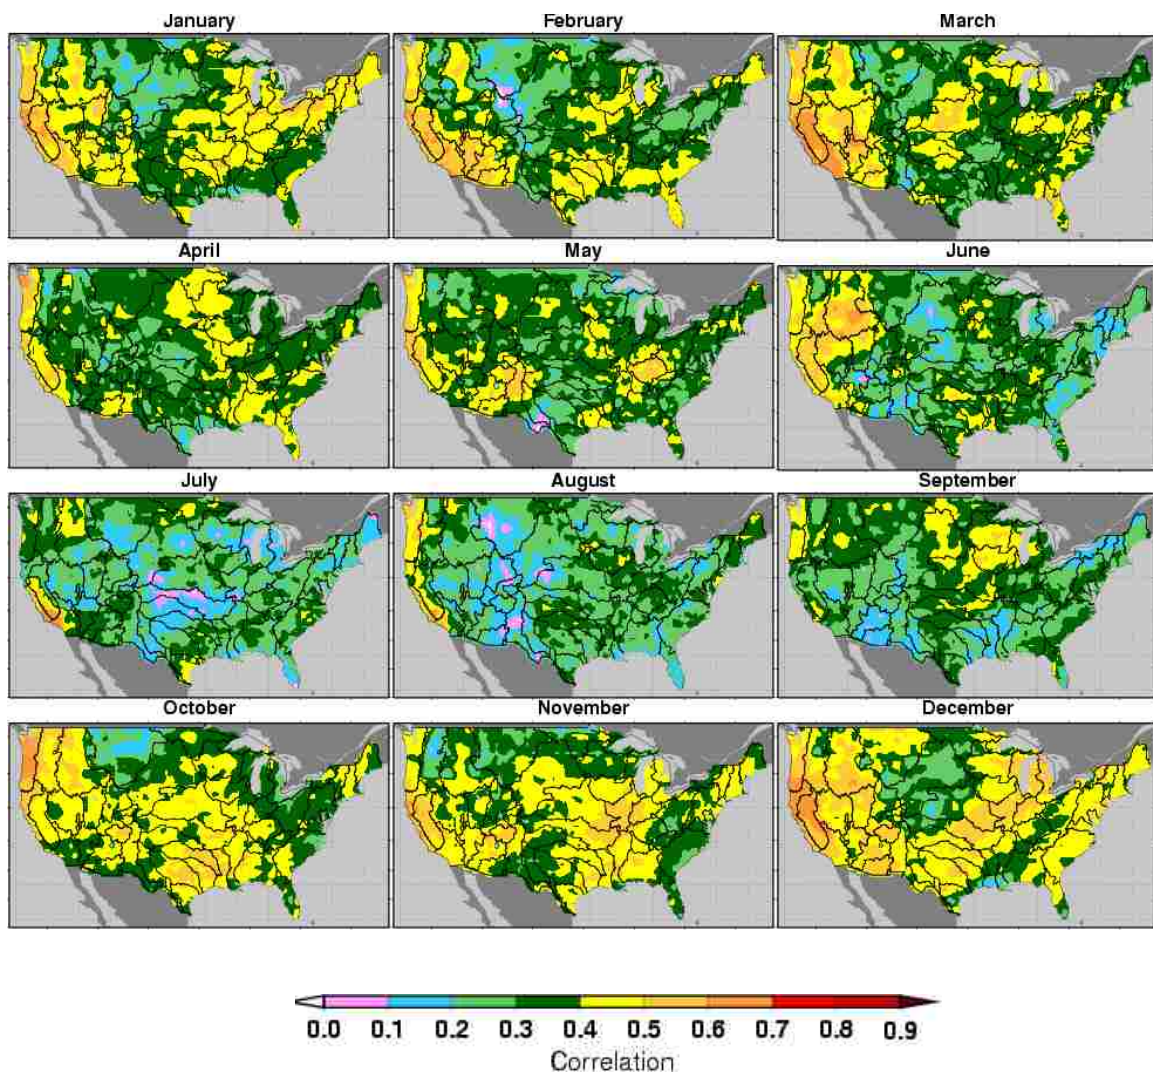 January February March
April May June
July August September
October November December
0.0 0.1 0.2 0.3 0.4 0.5 0.6 0.7 0.8 0.9
Correlation